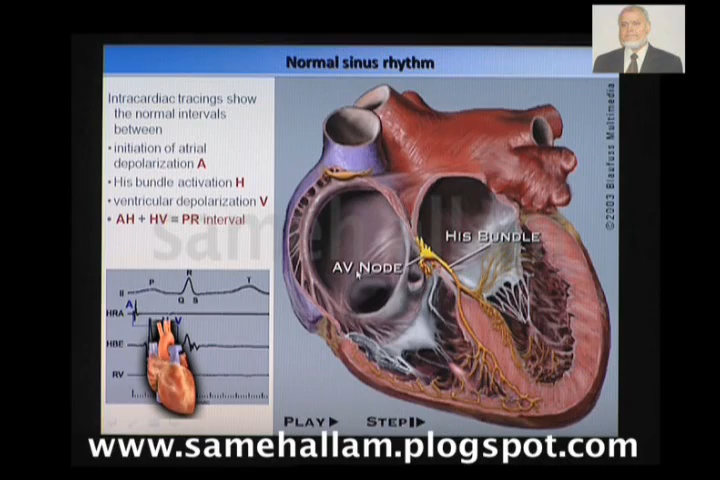 Normal sinus rhythm
Intracardiac tracings show
the normal intervals
between
• initiation of atrial
depolarization A
• His bundle activation H
• ventricular depolarization V
• AH + HV = PR interval
©2003 Blaufuss Multimedia
sameh
HIS BUNDLE
AV NODE
P
R
T
II
Q S
A
HRA
V
HBE
RV
PLAY
STEP
www.samehallam.plogspot.com